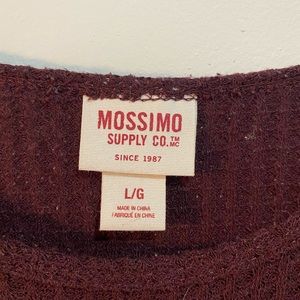 MOSSIMO
SUPPLY CO.™ MC
SINCE 1987
L/G
MADE IN CHINA
/ FABRIQUÉ EN CHINE